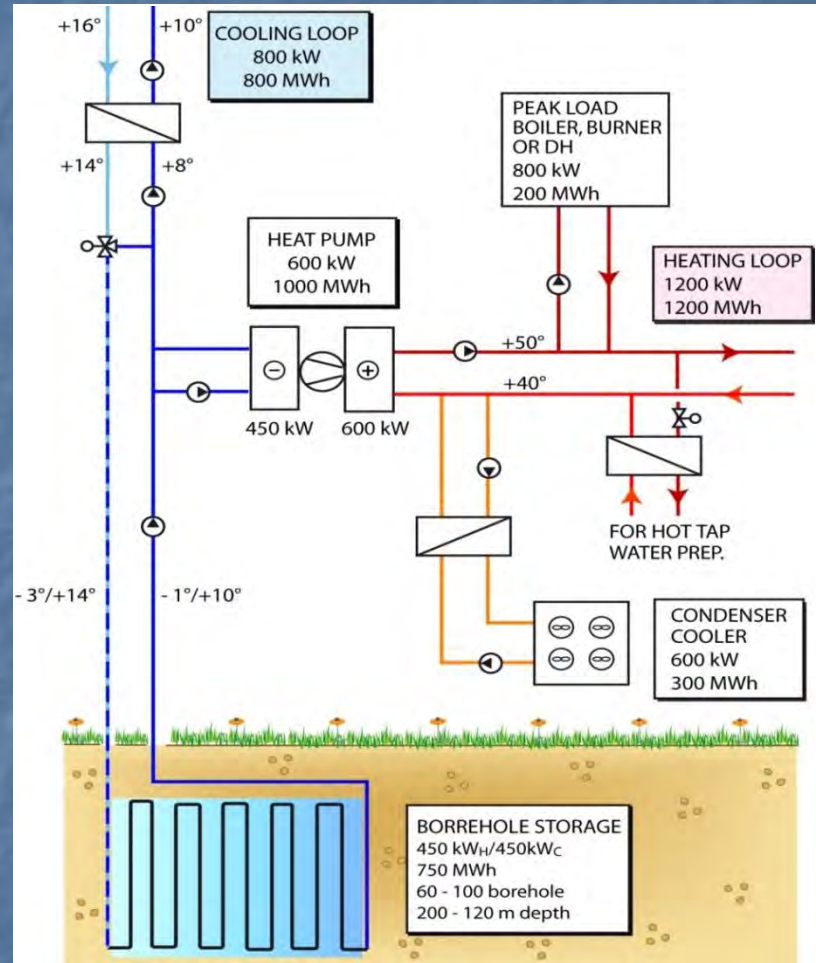 +16°
+10°
COOLING LOOP
800 kW
800 MWh
+14°
+8°
PEAK LOAD
BOILER, BURNER
OR DH
800 kW
200 MWh
HEAT PUMP
600 kW
1000 MWh
HEATING LOOP
1200 kW
1200 MWh
+50°
+40°
450 kW
600 kW
FOR HOT TAP
WATER PREP.
- 3°/+14°
- 1°/+10°
CONDENSER
COOLER
600 kW
300 MWh
BORREHOLE STORAGE
450 kWH/450kWC
750 MWh
60 - 100 borehole
200 - 120 m depth